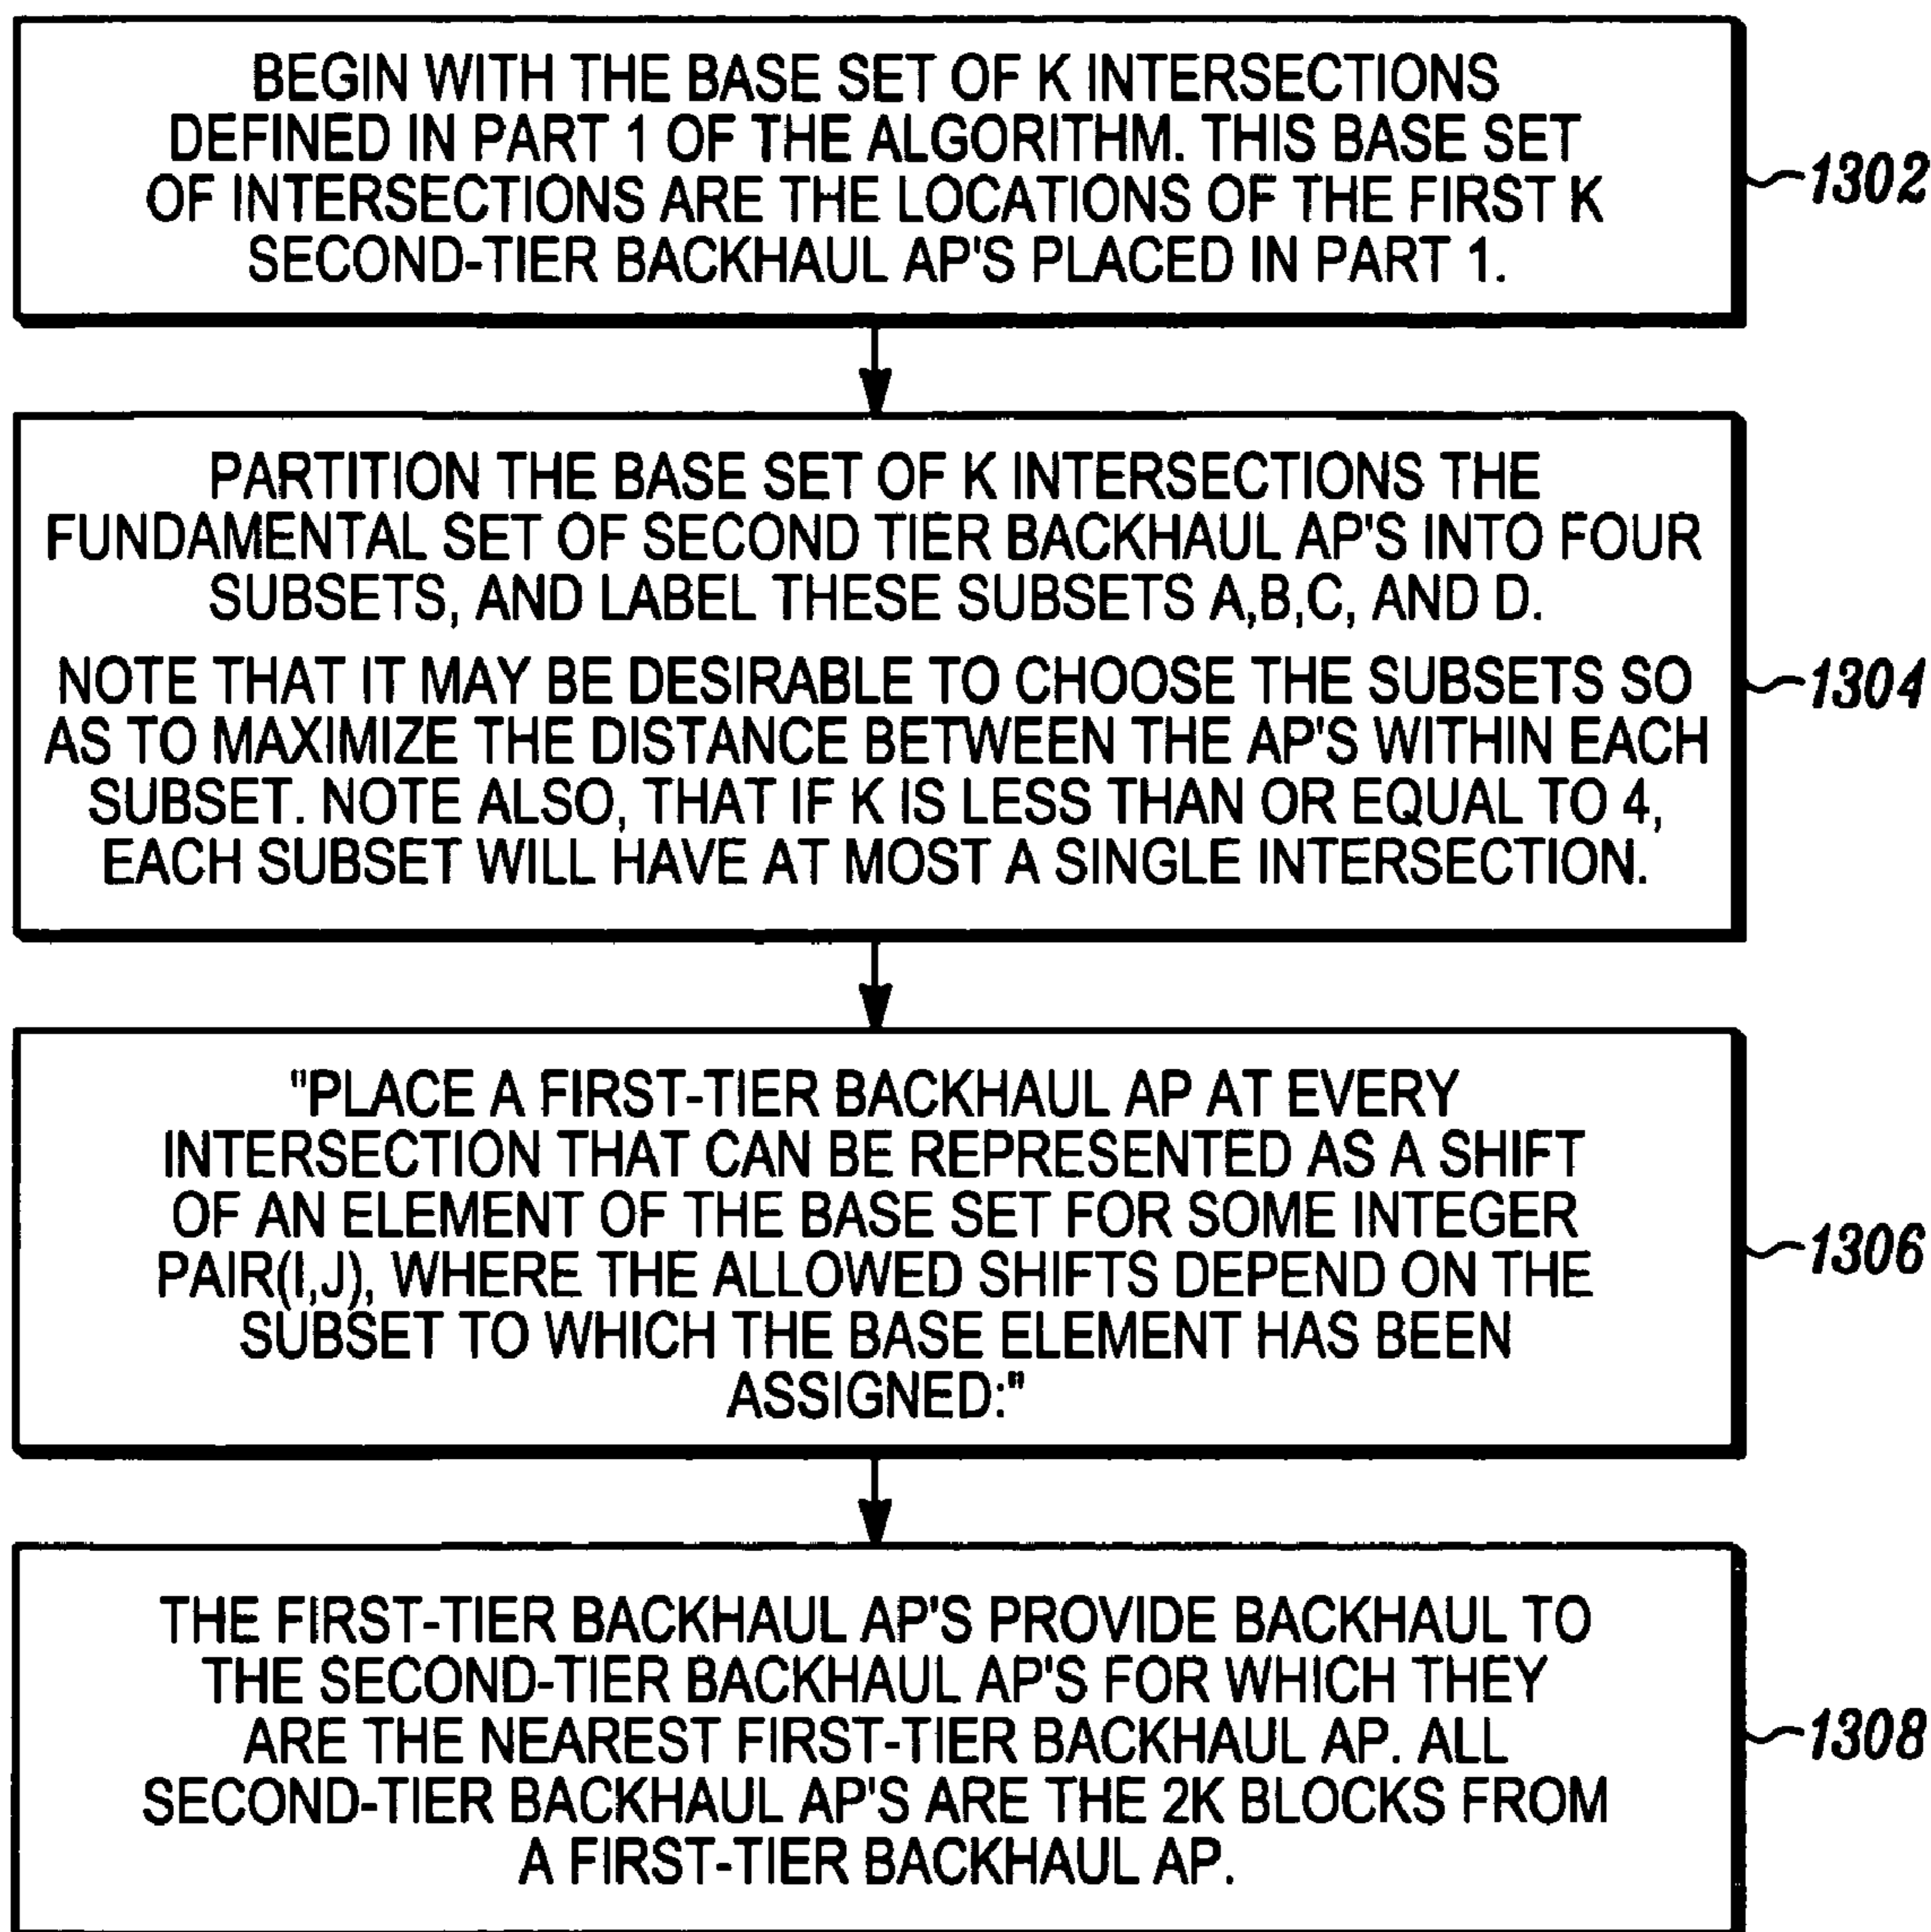 BEGIN WITH THE BASE SET OF K INTERSECTIONS
DEFINED IN PART 1 OF THE ALGORITHM. THIS BASE SET
OF INTERSECTIONS ARE THE LOCATIONS OF THE FIRST K
SECOND-TIER BACKHAUL AP'S PLACED IN PART 1.
1302
PARTITION THE BASE SET OF K INTERSECTIONS THE
FUNDAMENTAL SET OF SECOND TIER BACKHAUL AP'S INTO FOUR
SUBSETS, AND LABEL THESE SUBSETS A,B,C, AND D.
NOTE THAT IT MAY BE DESIRABLE TO CHOOSE THE SUBSETS SO
AS TO MAXIMIZE THE DISTANCE BETWEEN THE AP'S WITHIN EACH
SUBSET. NOTE ALSO, THAT IF K IS LESS THAN OR EQUAL TO 4,
EACH SUBSET WILL HAVE AT MOST A SINGLE INTERSECTION.
1304
"PLACE A FIRST-TIER BACKHAUL AP AT EVERY
INTERSECTION THAT CAN BE REPRESENTED AS A SHIFT
OF AN ELEMENT OF THE BASE SET FOR SOME INTEGER
PAIR(I,J), WHERE THE ALLOWED SHIFTS DEPEND ON THE
SUBSET TO WHICH THE BASE ELEMENT HAS BEEN
ASSIGNED:"
1306
THE FIRST-TIER BACKHAUL AP'S PROVIDE BACKHAUL TO
THE SECOND-TIER BACKHAUL AP'S FOR WHICH THEY
ARE THE NEAREST FIRST-TIER BACKHAUL AP. ALL
SECOND-TIER BACKHAUL AP'S ARE THE 2K BLOCKS FROM
A FIRST-TIER BACKHAUL AP.
1308